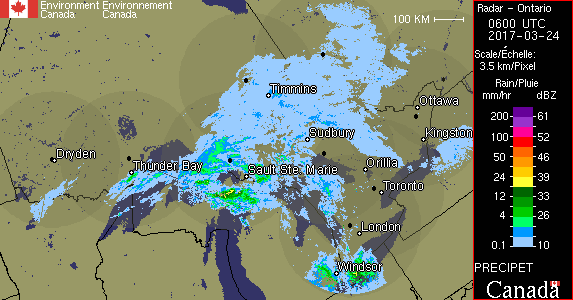 Environment Environnement
Canada Canada
100 KM
Timmins
Ottawa
Sudbury
Kingston
Dryden
Thunder Bay
Sault Ste. Marie
Orillia
Toronto
London
Windsor
Radar - Ontario
0600 UTC
2017-03-24
Scale/Échelle:
3.5 km/Pixel
Rain/Pluie
mm/hr dBZ
200 61
100 52
50 46
24 39
12 33
4 26
0.1 10
PRECIPET
Canada